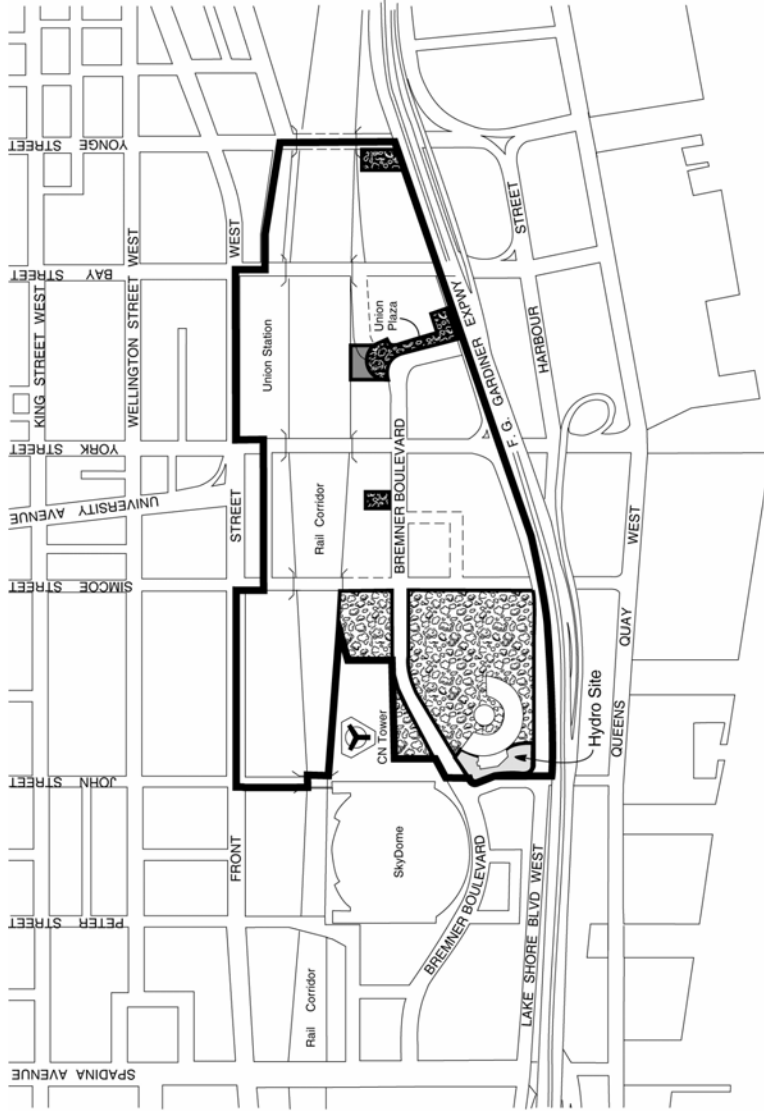 YONGE
STREET
BAY
STREET
KING STREET WEST
WELLINGTON STREET WEST
WEST
YORK
STREET
UNIVERSITY AVENUE
STREET
SIMCOE
STREET
JOHN
STREET
FRONT
PETER
STREET
SPADINA AVENUE
Union Station
Rail Corridor
Union
Plaza
BREMNER BOULEVARD
F. G. GARDINER EXPWY
HARBOUR
STREET
CN Tower
SkyDome
Hydro Site
BREMNER BOULEVARD
Rail Corridor
LAKE SHORE BLVD WEST
QUEENS
QUAY
WEST